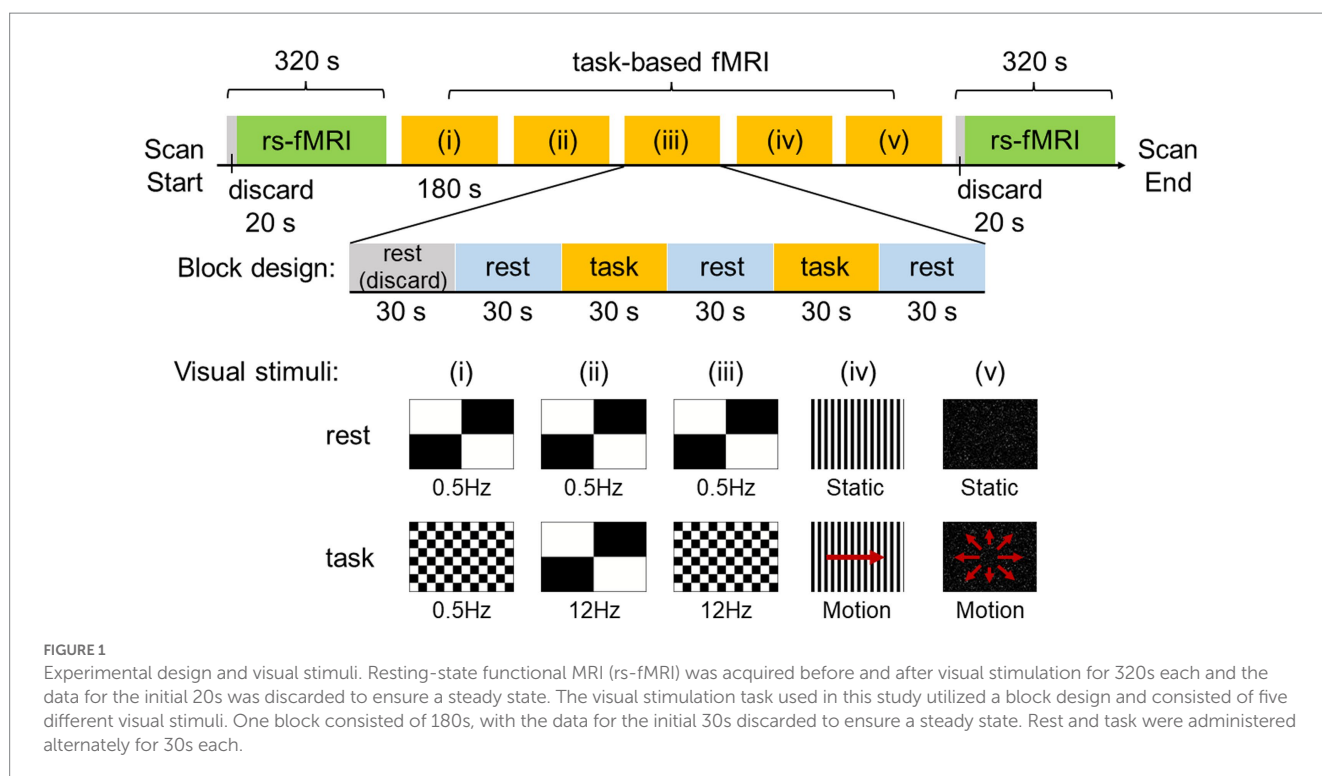 320 s task-based fMRI 320 s
rs-fMRI (i) (ii) (iii) (iv) (v) rs-fMRI
Scan Start
Scan End
discard 20 s
180 s
discard 20 s
Block design: rest (discard) rest task rest task rest
30 s 30 s 30 s 30 s 30 s 30 s
Visual stimuli: (i) (ii) (iii) (iv) (v)
rest
0.5Hz 0.5Hz 0.5Hz Static Static
task
0.5Hz 12Hz 12Hz Motion Motion
FIGURE 1
Experimental design and visual stimuli. Resting-state functional MRI (rs-fMRI) was acquired before and after visual stimulation for 320s each and the
data for the initial 20s was discarded to ensure a steady state. The visual stimulation task used in this study utilized a block design and consisted of five
different visual stimuli. One block consisted of 180s, with the data for the initial 30s discarded to ensure a steady state. Rest and task were administered
alternately for 30s each.